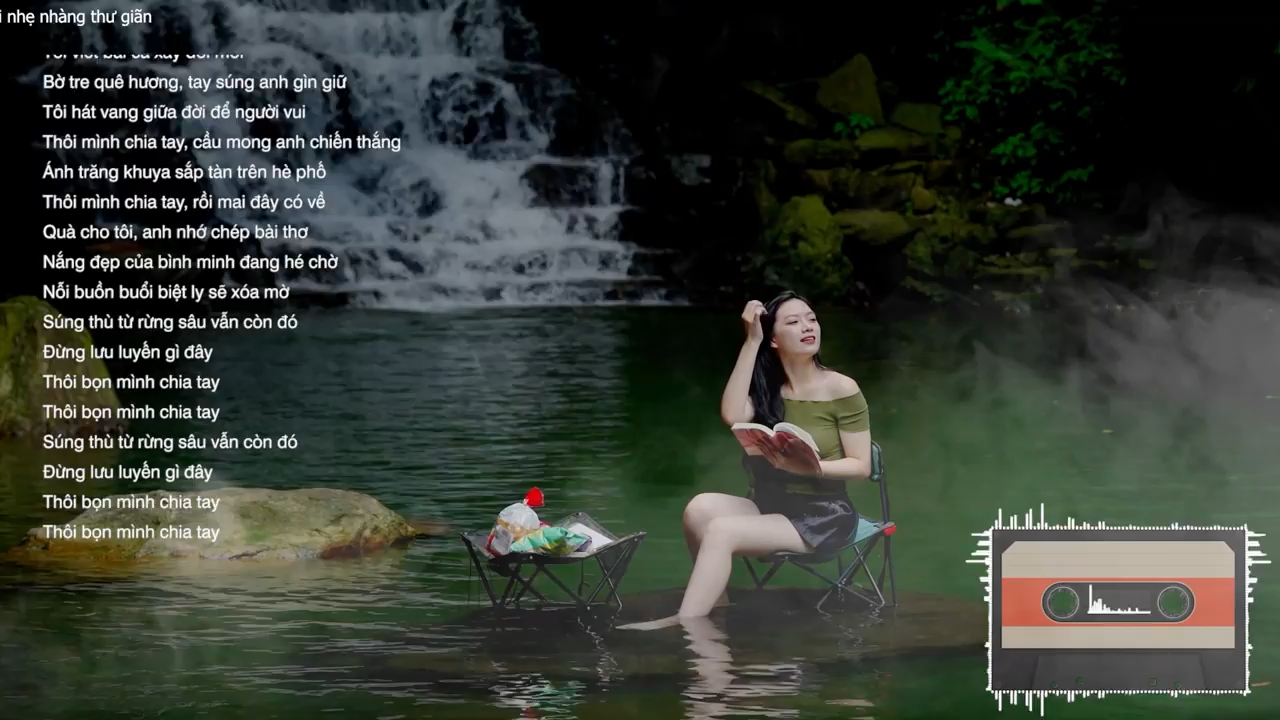 nhẹ nhàng thư giãn
Bờ tre quê hương, tay súng anh gìn giữ
Tôi hát vang giữa đời để người vui
Thôi mình chia tay, cầu mong anh chiến thắng
Ánh trăng khuya sắp tàn trên hè phố
Thôi mình chia tay, rồi mai đây có về
Quà cho tôi, anh nhớ chép bài thơ
Nắng đẹp của bình minh đang hé chờ
Nỗi buồn buổi biệt ly sẽ xóa mờ
Súng thù từ rừng sâu vẫn còn đó
Đừng lưu luyến gì đây
Thôi bọn mình chia tay
Thôi bọn mình chia tay
Súng thù từ rừng sâu vẫn còn đó
Đừng lưu luyến gì đây
Thôi bọn mình chia tay
Thôi bọn mình chia tay